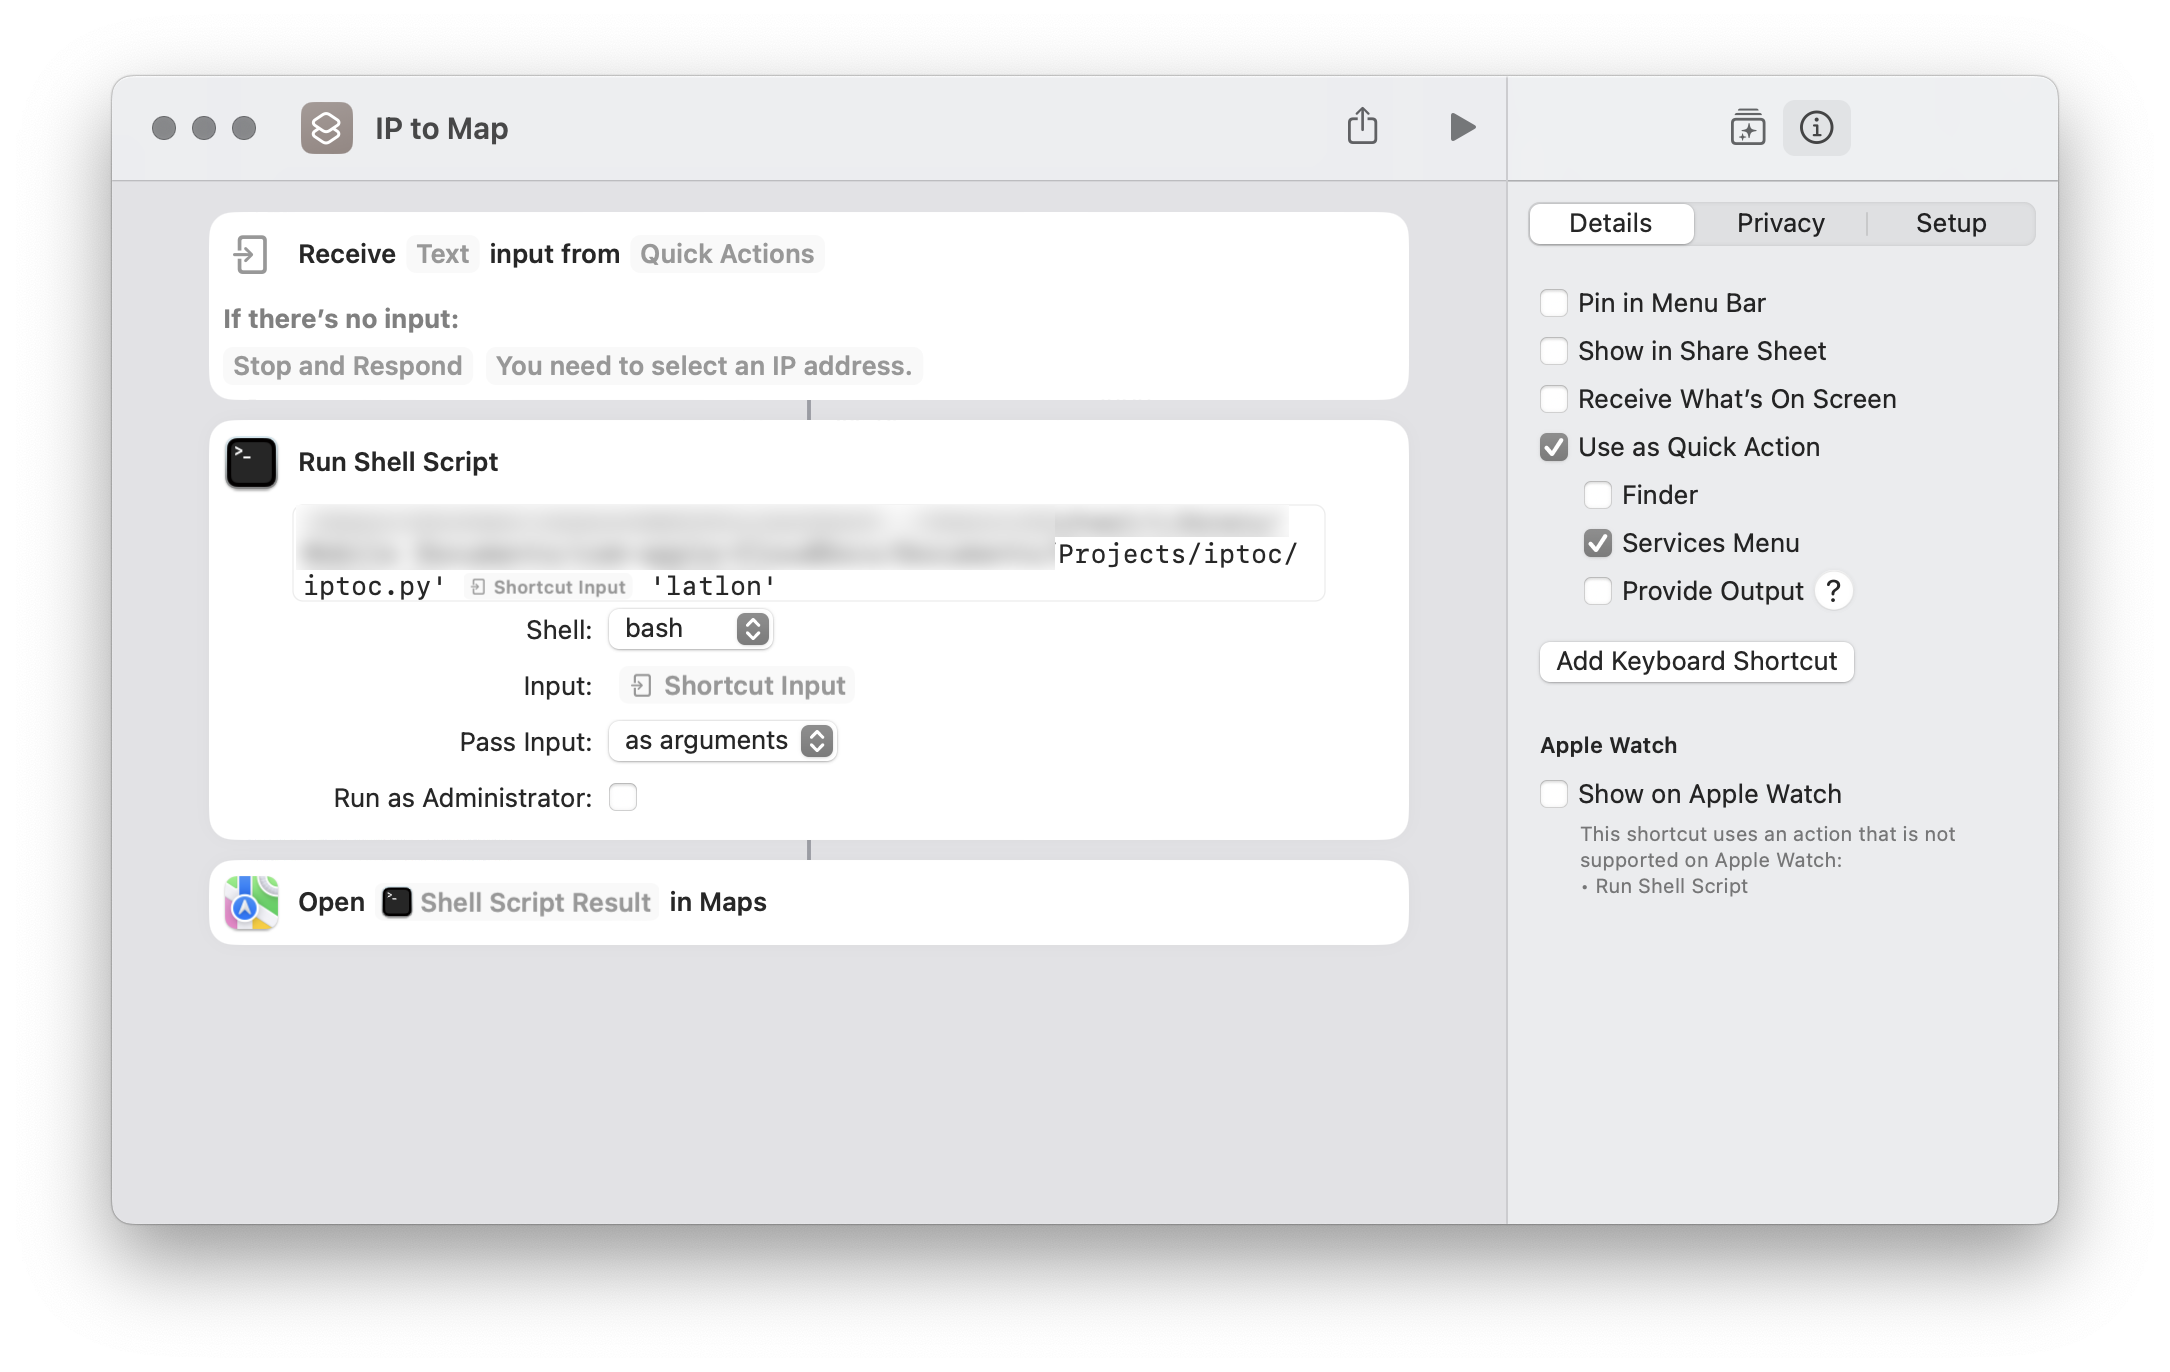 IP to Map
Receive Text input from Quick Actions
If there’s no input:
Stop and Respond You need to select an IP address.
Run Shell Script
Projects/iptoc/
iptoc.py' Shortcut Input 'latlon'
Shell: bash
Input: Shortcut Input
Pass Input: as arguments
Run as Administrator:
Open Shell Script Result in Maps
Details Privacy Setup
Pin in Menu Bar
Show in Share Sheet
Receive What’s On Screen
Use as Quick Action
Finder
Services Menu
Provide Output ?
Add Keyboard Shortcut
Apple Watch
Show on Apple Watch
This shortcut uses an action that is not
supported on Apple Watch:
• Run Shell Script